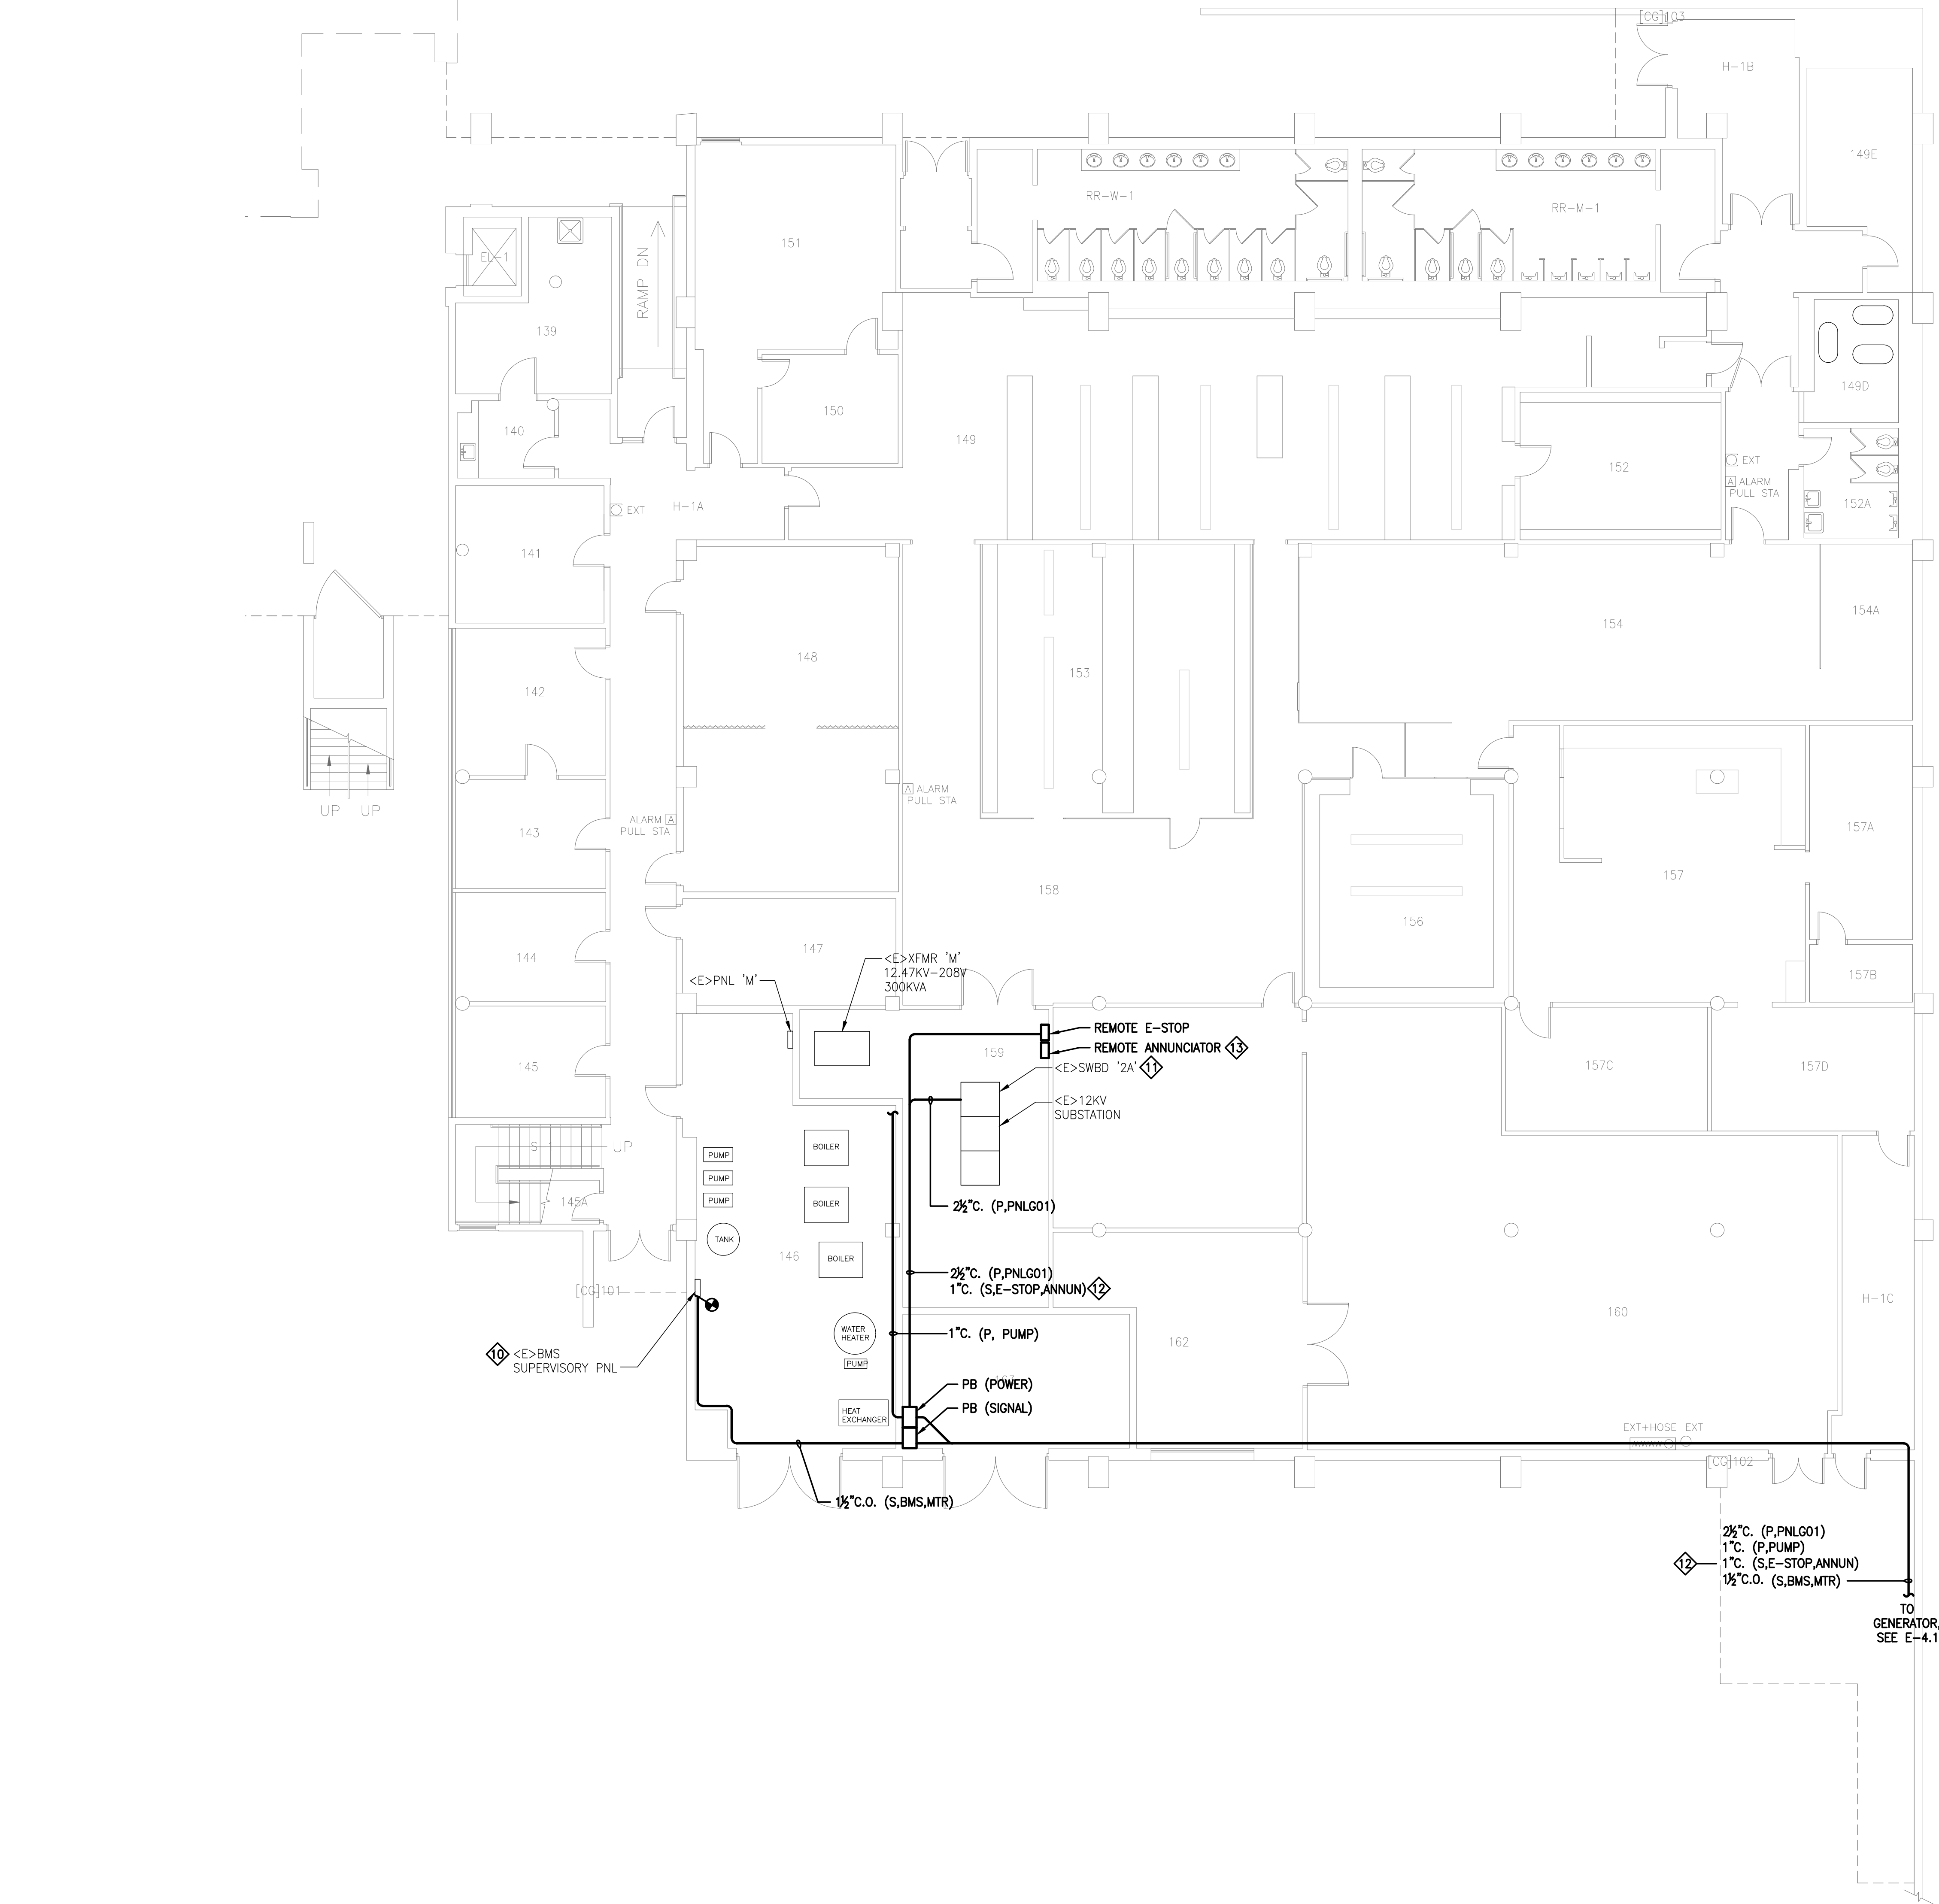 [CG]103
H-1B
149E
RR-W-1
RR-M-1
151
EL-1
RAMP DN
139
149D
150
140
149
152
EXT
A ALARM
PULL STA
152A
EXT
H-1A
141
154A
154
148
153
142
UP UP
A ALARM
PULL STA
ALARM A
PULL STA
143
157A
157
158
156
147
144
157B
<E>XFMR 'M'
12.47KV-208V
300KVA
<E>PNL 'M'
REMOTE E-STOP
REMOTE ANNUNCIATOR 13
159
<E>SWBD '2A' 11
145
157C
157D
<E>12KV
SUBSTATION
S-1
UP
BOILER
PUMP
PUMP
PUMP
145A
BOILER
2½"C. (P,PNLG01)
TANK
146
BOILER
2½"C. (P,PNLG01)
1"C. (S,E-STOP,ANNUN) 12
[CG]101
H-1C
160
WATER
HEATER
1"C. (P, PUMP)
162
10 <E>BMS
SUPERVISORY PNL
PUMP
PB (POWER)
HEAT
EXCHANGER
PB (SIGNAL)
EXT+HOSE EXT
[CG]102
1½"C.O. (S,BMS,MTR)
2½"C. (P,PNLG01)
1"C. (P,PUMP)
12 1"C. (S,E-STOP,ANNUN)
1½"C.O. (S,BMS,MTR)
TO
GENERATOR,
SEE E-4.1